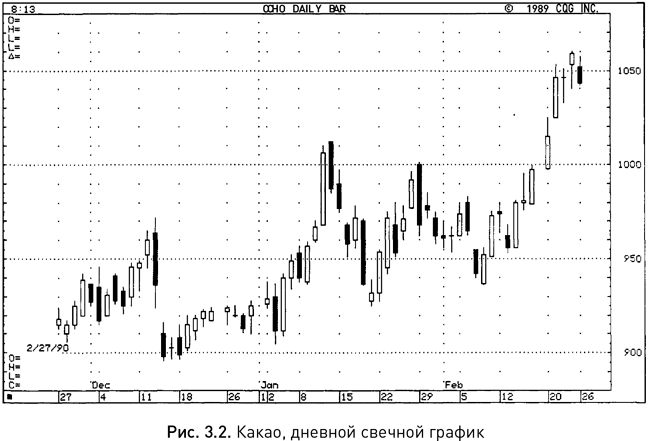 8:13 COHO DAILY BAR © 1989 CQG INC.
O=
H=
L=
L=
Δ=
1050
1000
950
2/27/90
900
O=
H=
L=
C=
Dec Jan Feb
27 4 11 18 26 1 2 8 15 22 29 5 12 20 26
Рис. 3.2. Какао, дневной свечной график